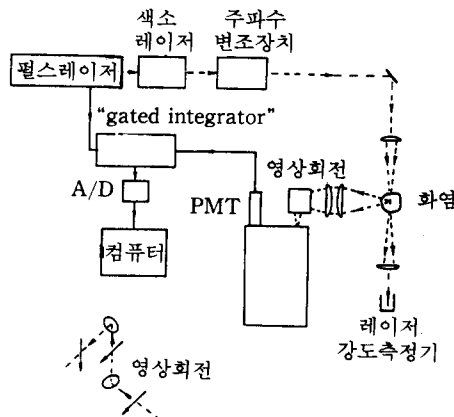 색소
레이저
주파수
변조장치
펄스레이저
"gated integrator"
A/D
컴퓨터
PMT
영상회전
화염
레이저
강도측정기
영상회전